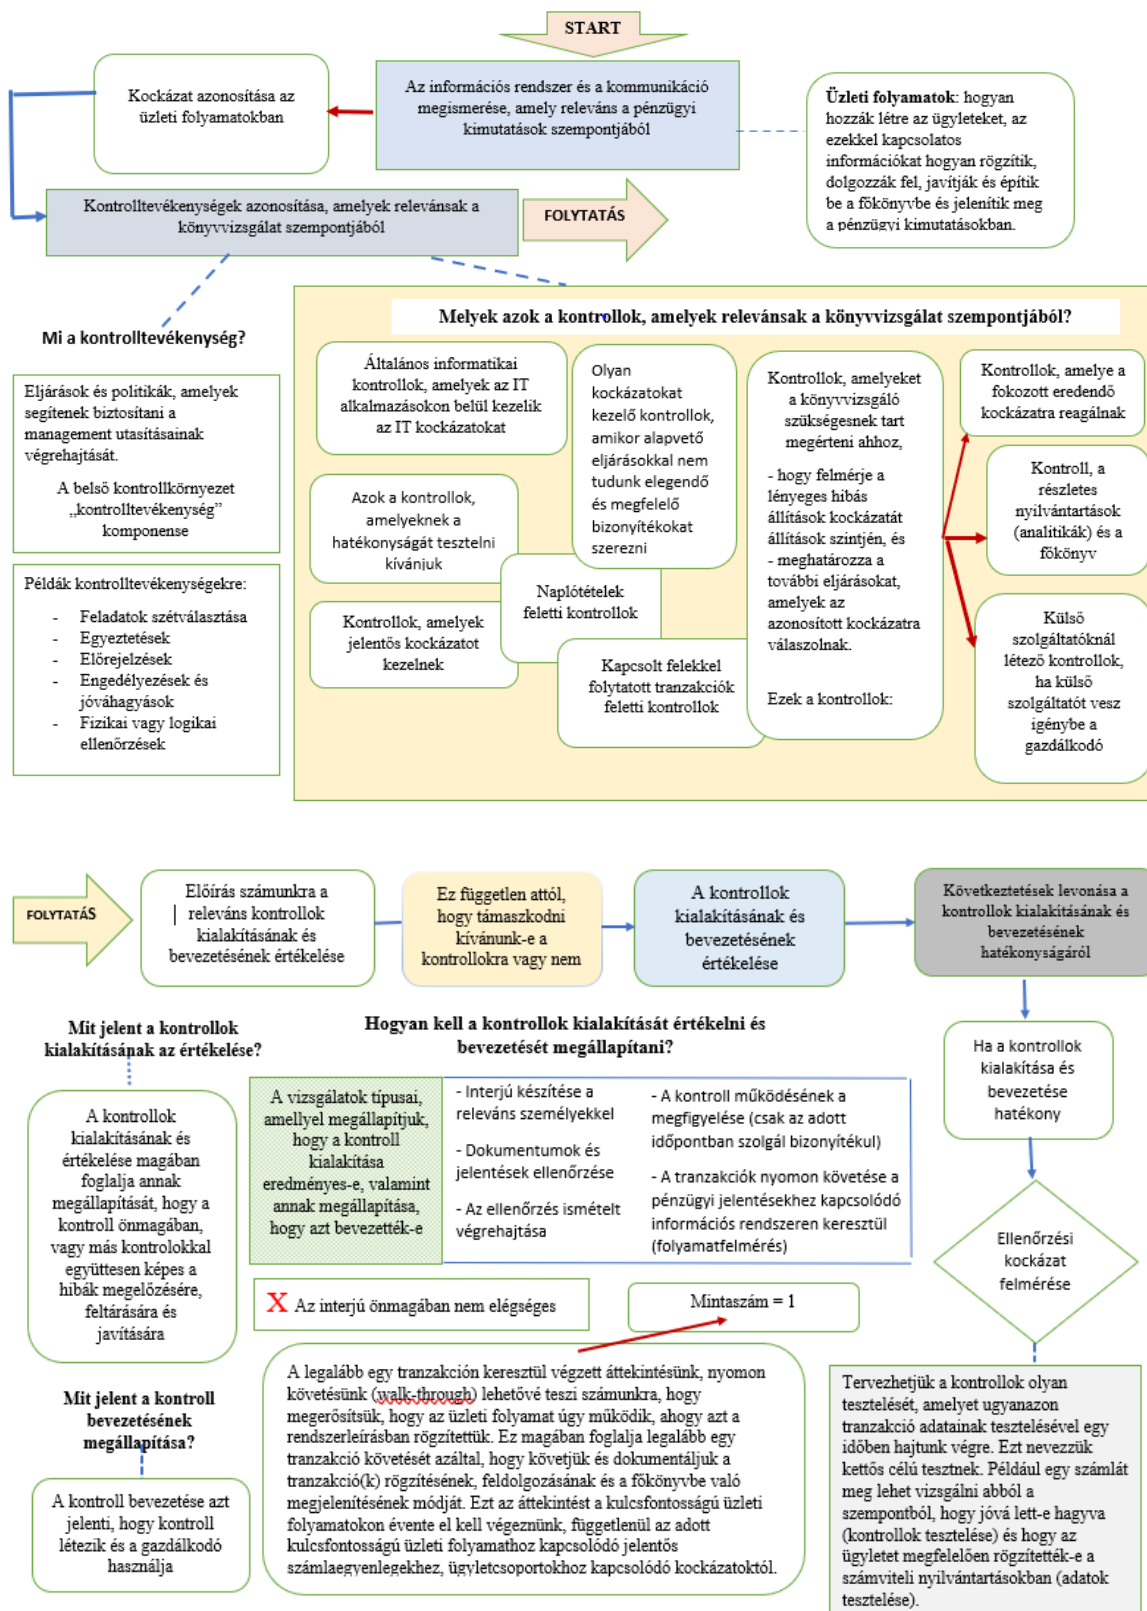 START
Kockázat azonosítása az
üzleti folyamatokban
Az információs rendszer és a kommunikáció
megismerése, amely releváns a pénzügyi
kimutatások szempontjából
Üzleti folyamatok: hogyan
hozzák létre az ügyleteket, az
ezekkel kapcsolatos
információkat hogyan rögzítik,
dolgozzák fel, javítják és építik
be a főkönyvbe és jelenítik meg
a pénzügyi kimutatásokban.
Kontrolltevékenységek azonosítása, amelyek relevánsak a
könyvvizsgálat szempontjából
FOLYTATÁS
Mi a kontrolltevékenység?
Eljárások és politikák, amelyek
segítenek biztosítani a
management utasításainak
végrehajtását.
A belső kontrollkörnyezet
„kontrolltevékenység”
komponense
Példák kontrolltevékenységekre:
- Feladatok szétválasztása
- Egyeztetések
- Előrejelzések
- Engedélyezések és
jóváhagyások
- Fizikai vagy logikai
ellenőrzések
Melyek azok a kontrollok, amelyek relevánsak a könyvvizsgálat szempontjából?
Általános informatikai
kontrollok, amelyek az IT
alkalmazásokon belül kezelik
az IT kockázatokat
Azok a kontrollok,
amelyeknek a
hatékonyságát tesztelni
kívánjuk
Kontrollok, amelyek
jelentős kockázatot
kezelnek
Olyan
kockázatokat
kezelő kontrollok,
amikor alapvető
eljárásokkal nem
tudunk elegendő
és megfelelő
bizonyítékokat
szerezni
Naplótételek
feletti kontrollok
Kapcsolt felekkel
folytatott tranzakciók
feletti kontrollok
Kontrollok, amelyeket
a könyvvizsgáló
szükségesnek tart
megérteni ahhoz,
- hogy felmérje a
lényeges hibás
állítások kockázatát
állítások szintjén, és
- meghatározza a
további eljárásokat,
amelyek az
azonosított kockázatra
válaszolnak.
Ezek a kontrollok:
Kontrollok, amelye a
fokozott eredendő
kockázatra reagálnak
Kontroll, a
részletes
nyilvántartások
(analitikák) és a
főkönyv
Külső
szolgáltatóknál
létező kontrollok,
ha külső
szolgáltatót vesz
igénybe a
gazdálkodó
FOLYTATÁS
Előírás számunkra a
releváns kontrollok
kialakításának és
bevezetésének értékelése
Ez független attól,
hogy támaszkodni
kívánunk-e a
kontrollokra vagy nem
A kontrollok
kialakításának és
bevezetésének
értékelése
Következtetések levonása a
kontrollok kialakításának és
bevezetésének
hatékonyságáról
Mit jelent a kontrollok
kialakításának az értékelése?
A kontrollok
kialakításának és
értékelése magában
foglalja annak
megállapítását, hogy a
kontroll önmagában,
vagy más kontrolokkal
együttesen képes a
hibák megelőzésére,
feltárására és
javítására
Mit jelent a kontroll
bevezetésének
megállapítása?
A kontroll bevezetése azt
jelenti, hogy kontroll
létezik és a gazdálkodó
használja
Hogyan kell a kontrollok kialakítását értékelni és
bevezetését megállapítani?
A vizsgálatok típusai,
amellyel megállapítjuk,
hogy a kontroll
kialakítása
eredményes-e, valamint
annak megállapítása,
hogy azt bevezették-e
- Interjú készítése a
releváns személyekkel
- Dokumentumok és
jelentések ellenőrzése
- Az ellenőrzés ismételt
végrehajtása
- A kontroll működésének a
megfigyelése (csak az adott
időpontban szolgál bizonyítékul)
- A tranzakciók nyomon követése a
pénzügyi jelentésekhez kapcsolódó
információs rendszeren keresztül
(folyamatfelmérés)
X Az interjú önmagában nem elégséges
Mintaszám = 1
A legalább egy tranzakción keresztül végzett áttekintésünk, nyomon
követésünk (walk-through) lehetővé teszi számunkra, hogy
megerősítsük, hogy az üzleti folyamat úgy működik, ahogy azt a
rendszerleírásban rögzítettük. Ez magában foglalja legalább egy
tranzakció követését azáltal, hogy követjük és dokumentáljuk a
tranzakció(k) rögzítésének, feldolgozásának és a főkönyvbe való
megjelenítésének módját. Ezt az áttekintést a kulcsfontosságú üzleti
folyamatokon évente el kell végeznünk, függetlenül az adott
kulcsfontosságú üzleti folyamathoz kapcsolódó jelentős
számlaegyenlegekhez, ügyletcsoportokhoz kapcsolódó kockázatoktól.
Ha a kontrollok
kialakítása és
bevezetése
hatékony
Ellenőrzési
kockázat
felmérése
Tervezhetjük a kontrollok olyan
tesztelését, amelyet ugyanazon
tranzakció adatainak tesztelésével egy
időben hajtunk végre. Ezt nevezzük
kettős célú tesztnek. Például egy számlát
meg lehet vizsgálni abból a
szempontból, hogy jóvá lett-e hagyva
(kontrollok tesztelése) és hogy az
ügyletet megfelelően rögzítették-e a
számviteli nyilvántartásokban (adatok
tesztelése).